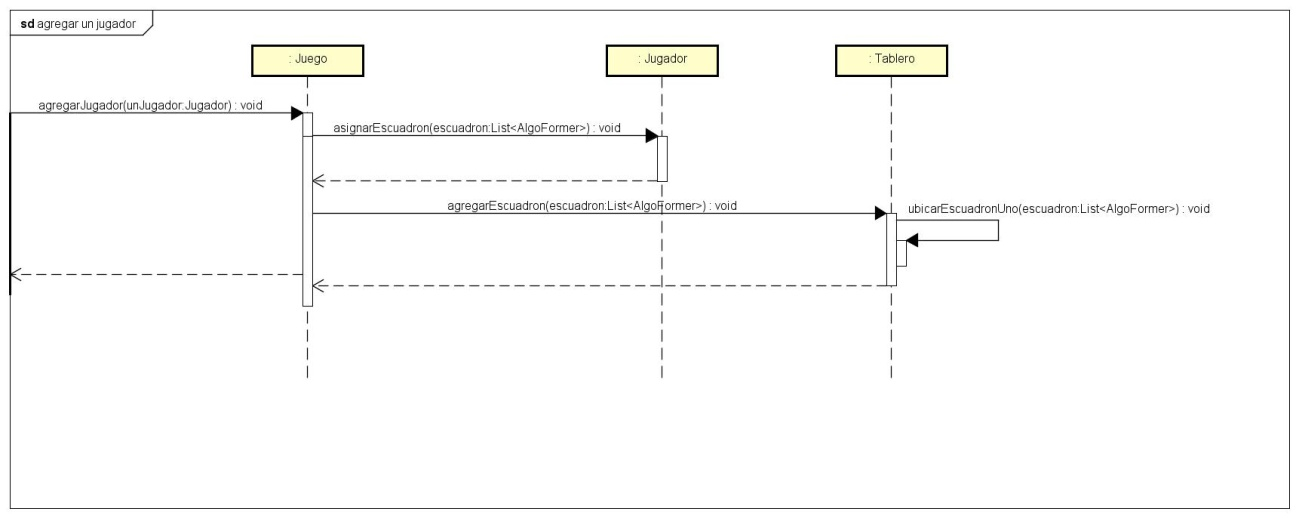 sd agregar un jugador
: Juego
: Jugador
: Tablero
agregarJugador(unJugador:Jugador) : void
asignarEscuadron(escuadron:List<AlgoFormer>) : void
agregarEscuadron(escuadron:List<AlgoFormer>) : void
ubicarEscuadronUno(escuadron:List<AlgoFormer>) : void